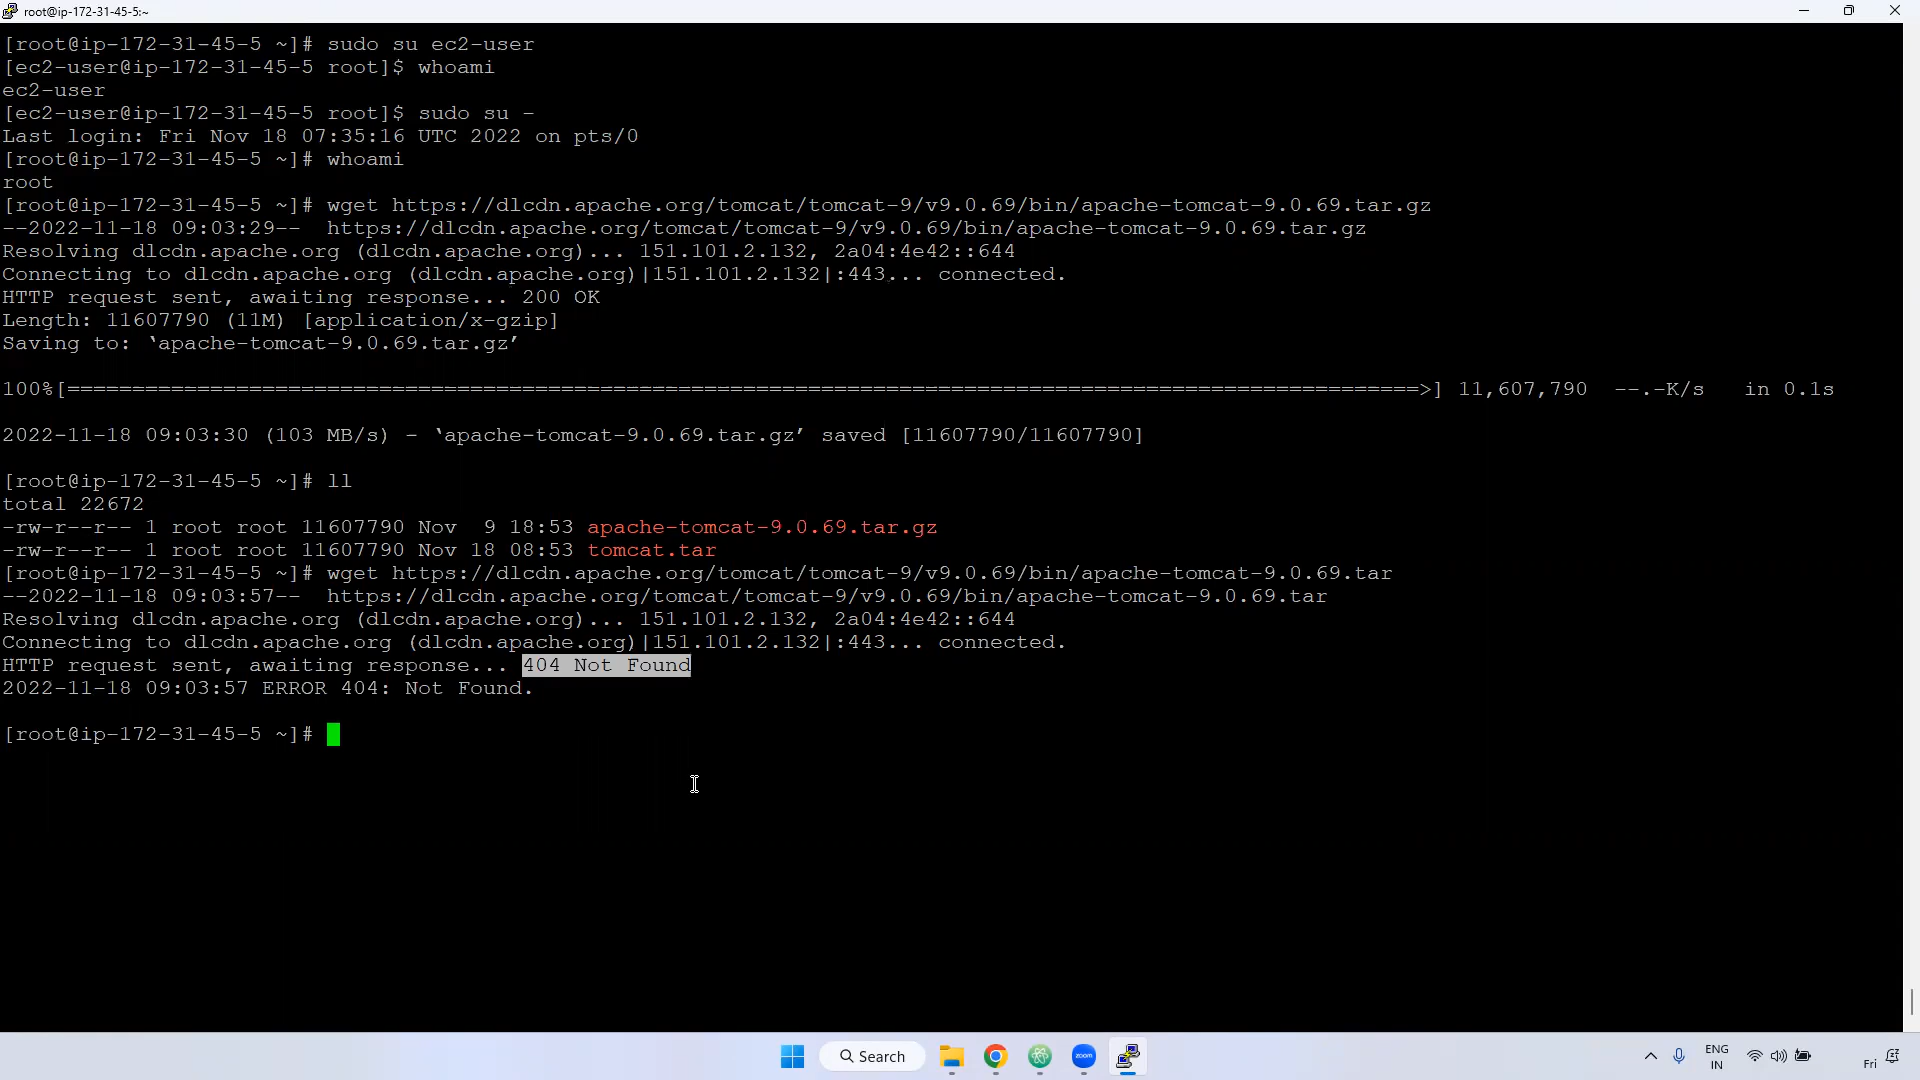 root@ip-172-31-45-5:~
[root@ip-172-31-45-5 ~]# sudo su ec2-user
[ec2-user@ip-172-31-45-5 root]$ whoami
ec2-user
[ec2-user@ip-172-31-45-5 root]$ sudo su -
Last login: Fri Nov 18 07:35:16 UTC 2022 on pts/0
[root@ip-172-31-45-5 ~]# whoami
root
[root@ip-172-31-45-5 ~]# wget https://dlcdn.apache.org/tomcat/tomcat-9/v9.0.69/bin/apache-tomcat-9.0.69.tar.gz
--2022-11-18 09:03:29--  https://dlcdn.apache.org/tomcat/tomcat-9/v9.0.69/bin/apache-tomcat-9.0.69.tar.gz
Resolving dlcdn.apache.org (dlcdn.apache.org)... 151.101.2.132, 2a04:4e42::644
Connecting to dlcdn.apache.org (dlcdn.apache.org)|151.101.2.132|:443... connected.
HTTP request sent, awaiting response... 200 OK
Length: 11607790 (11M) [application/x-gzip]
Saving to: ‘apache-tomcat-9.0.69.tar.gz’
100%[========================================================================================================>] 11,607,790  --.-K/s   in 0.1s
2022-11-18 09:03:30 (103 MB/s) - ‘apache-tomcat-9.0.69.tar.gz’ saved [11607790/11607790]
[root@ip-172-31-45-5 ~]# ll
total 22672
-rw-r--r-- 1 root root 11607790 Nov  9 18:53 apache-tomcat-9.0.69.tar.gz
-rw-r--r-- 1 root root 11607790 Nov 18 08:53 tomcat.tar
[root@ip-172-31-45-5 ~]# wget https://dlcdn.apache.org/tomcat/tomcat-9/v9.0.69/bin/apache-tomcat-9.0.69.tar
--2022-11-18 09:03:57--  https://dlcdn.apache.org/tomcat/tomcat-9/v9.0.69/bin/apache-tomcat-9.0.69.tar
Resolving dlcdn.apache.org (dlcdn.apache.org)... 151.101.2.132, 2a04:4e42::644
Connecting to dlcdn.apache.org (dlcdn.apache.org)|151.101.2.132|:443... connected.
HTTP request sent, awaiting response... 404 Not Found
2022-11-18 09:03:57 ERROR 404: Not Found.
[root@ip-172-31-45-5 ~]#
Search
zoom
ENG
IN
Fri